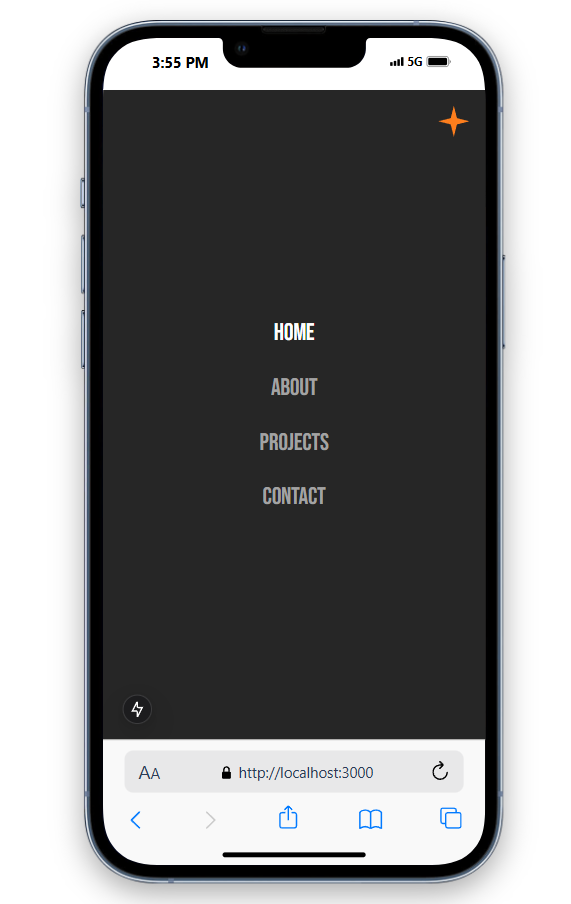 3:55 PM
5G
HOME
ABOUT
PROJECTS
CONTACT
AA
http://localhost:3000